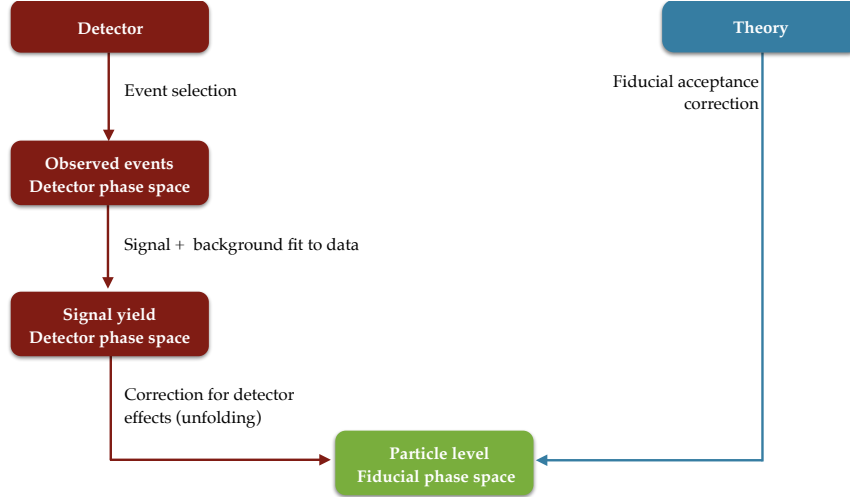 Detector
Theory
Event selection
Fiducial acceptance
correction
Observed events
Detector phase space
Signal + background fit to data
Signal yield
Detector phase space
Correction for detector
effects (unfolding)
Particle level
Fiducial phase space